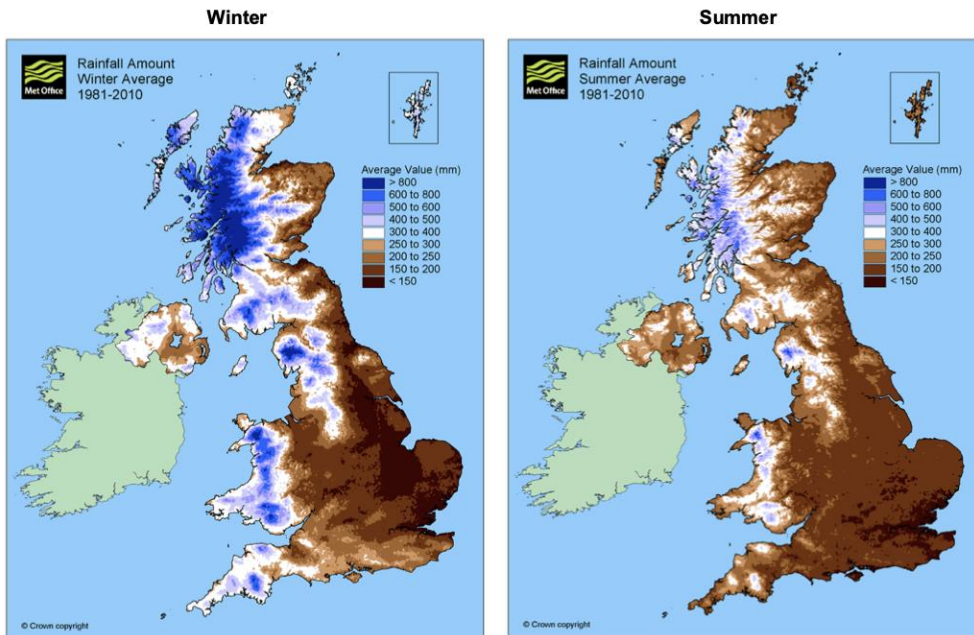 Winter
Met Office
Rainfall Amount
Winter Average
1981-2010
Average Value (mm)
> 800
600 to 800
500 to 600
400 to 500
300 to 400
250 to 300
200 to 250
150 to 200
< 150
© Crown copyright
Summer
Met Office
Rainfall Amount
Summer Average
1981-2010
Average Value (mm)
> 800
600 to 800
500 to 600
400 to 500
300 to 400
250 to 300
200 to 250
150 to 200
< 150
© Crown copyright